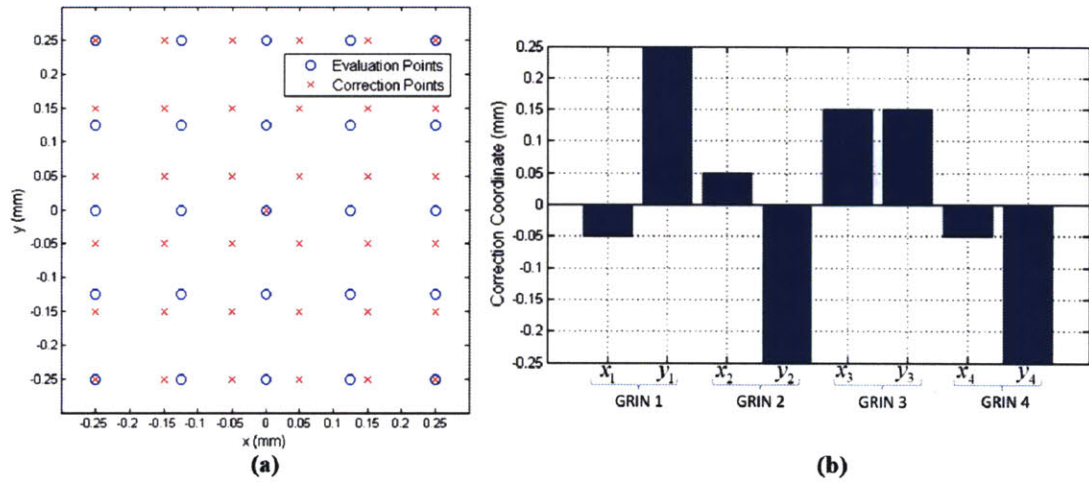 0.25
0.2
0.15
0.1
0.05
0
-0.05
-0.1
-0.15
-0.2
-0.25
y (mm)
Evaluation Points
Correction Points
-0.25 -0.2 -0.15 -0.1 -0.05 0 0.05 0.1 0.15 0.2 0.25
x (mm)
(a)
0.25
0.2
0.15
0.1
0.05
0
-0.05
-0.1
-0.15
-0.2
-0.25
Correction Coordinate (mm)
x₁ y₁ x₂ y₂ x₃ y₃ x₄ y₄
GRIN 1 GRIN 2 GRIN 3 GRIN 4
(b)